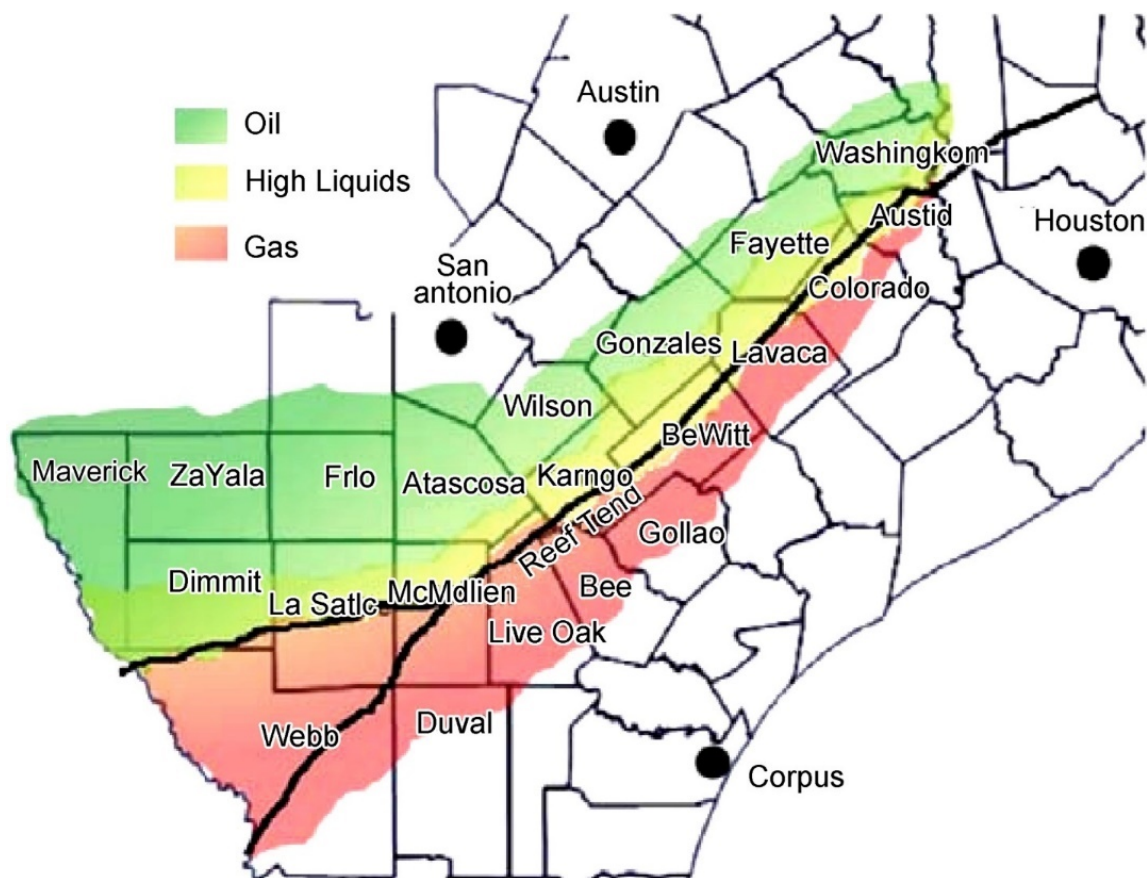 Austin
Oil
Washingkom
High Liquids
Austid
Houston
Gas
Fayette
San
antonio
Colorado
Gonzales
Lavaca
Wilson
BeWitt
Maverick
ZaYala
Frlo
Atascosa
Karngo
Reef Tend
Gollao
Dimmit
La Satlc
McMdlien
Bee
Live Oak
Webb
Duval
Corpus